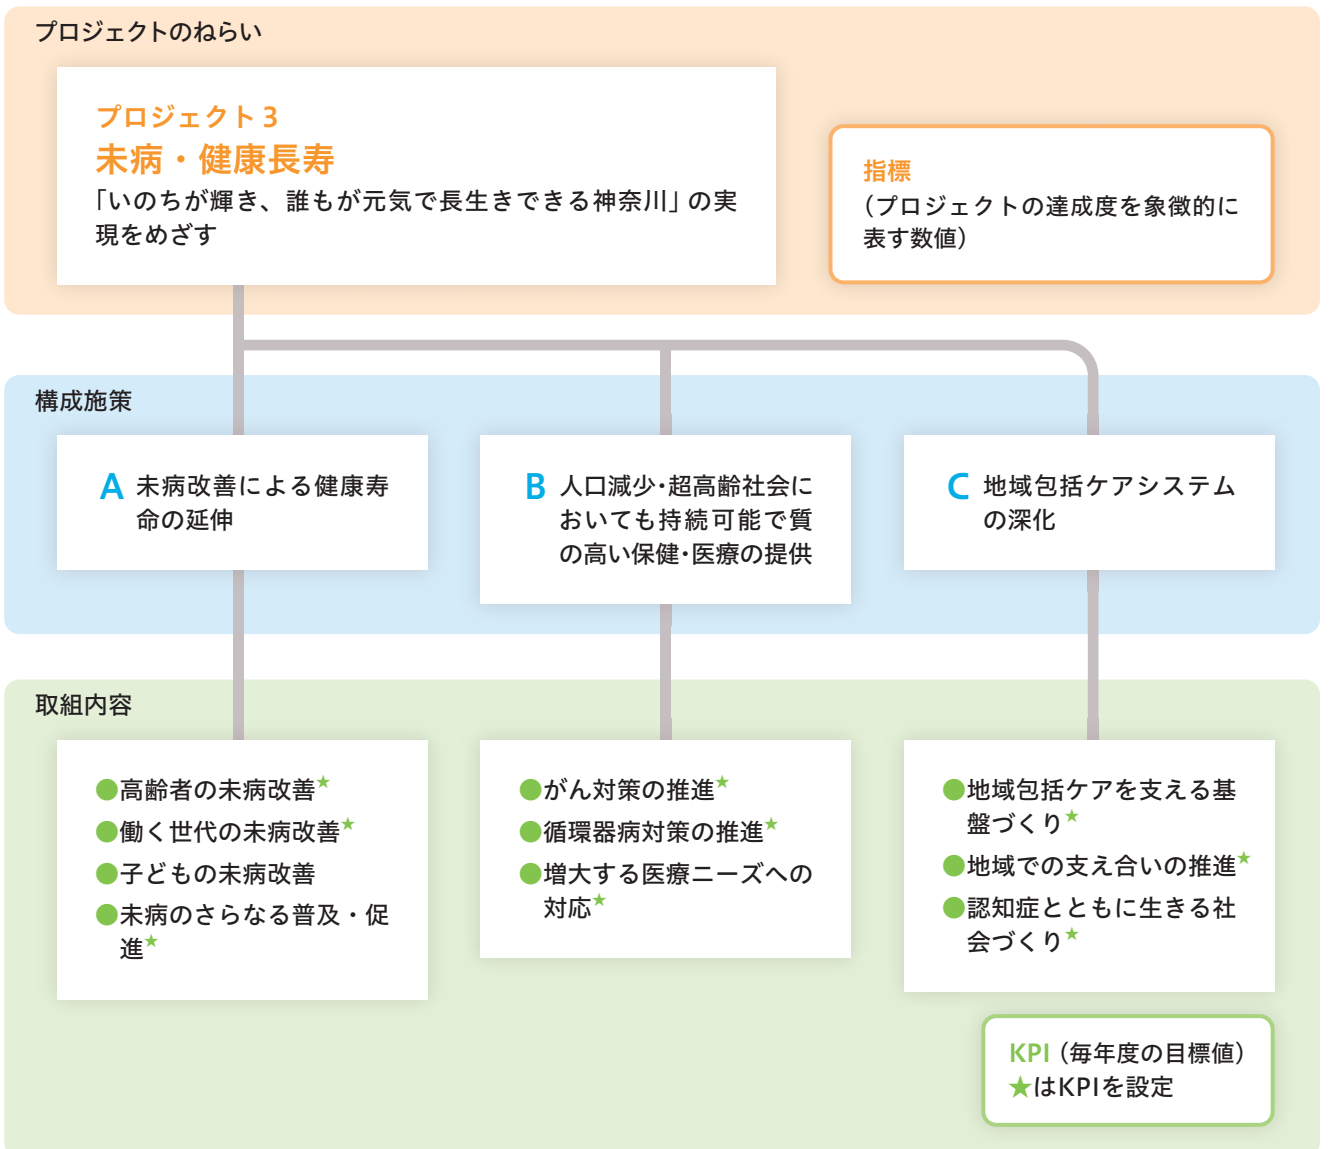 プロジェクトのねらい
プロジェクト 3
未病・健康長寿
「いのちが輝き、誰もが元気で長生きできる神奈川」の実
現をめざす
指標
(プロジェクトの達成度を象徴的に
表す数値)
構成施策
A 未病改善による健康寿
命の延伸
B 人口減少・超高齢社会に
おいても持続可能で質
の高い保健・医療の提供
C 地域包括ケアシステム
の深化
取組内容
●高齢者の未病改善★
●働く世代の未病改善★
●子どもの未病改善
●未病のさらなる普及・促
進★
●がん対策の推進★
●循環器病対策の推進★
●増大する医療ニーズへの
対応★
●地域包括ケアを支える基
盤づくり★
●地域での支え合いの推進★
●認知症とともに生きる社
会づくり★
KPI(毎年度の目標値)
★はKPIを設定